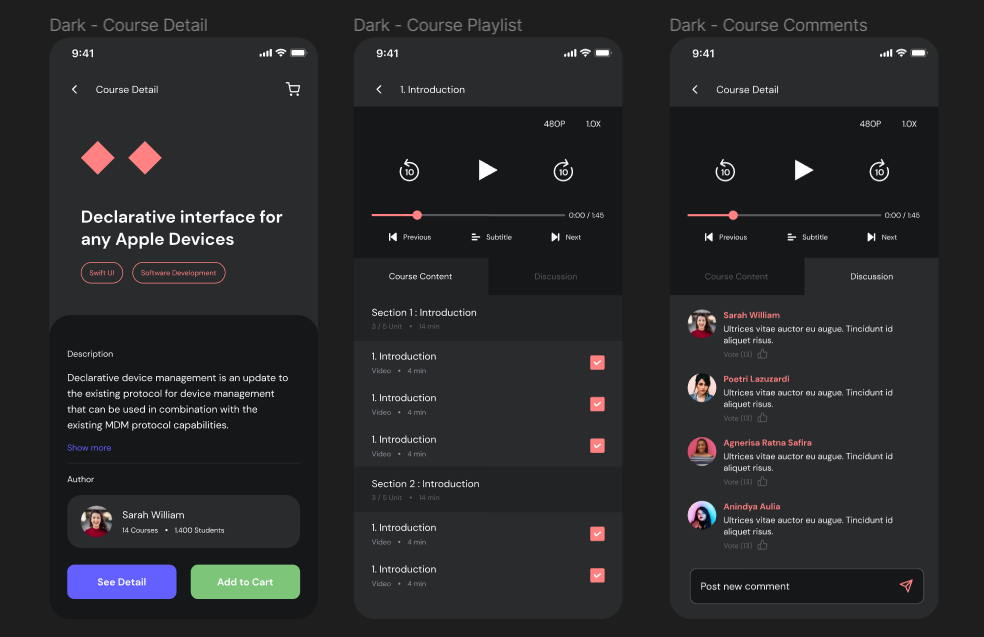 Dark - Course Detail
9:41
Course Detail
Declarative interface for
any Apple Devices
Swift UI
Software Development
Description
Declarative device management is an update to
the existing protocol for device management
that can be used in combination with the
existing MDM protocol capabilities.
Show more
Author
Sarah William
14 Courses • 1.400 Students
See Detail
Add to Cart
Dark - Course Playlist
9:41
1. Introduction
480P 1.0X
10 10
0:00 / 1:45
Previous Subtitle Next
Course Content Discussion
Section 1 : Introduction
3 / 5 Unit • 14 min
1. Introduction
Video • 4 min
1. Introduction
Video • 4 min
1. Introduction
Video • 4 min
Section 2 : Introduction
3 / 5 Unit • 14 min
1. Introduction
Video • 4 min
1. Introduction
Video • 4 min
Dark - Course Comments
9:41
Course Detail
480P 1.0X
10 10
0:00 / 1:45
Previous Subtitle Next
Course Content Discussion
Sarah William
Ultrices vitae auctor eu augue. Tincidunt id
aliquet risus.
Vote (13)
Poetri Lazuzardi
Ultrices vitae auctor eu augue. Tincidunt id
aliquet risus.
Vote (13)
Agnerisa Ratna Safira
Ultrices vitae auctor eu augue. Tincidunt id
aliquet risus.
Vote (13)
Anindya Aulia
Ultrices vitae auctor eu augue. Tincidunt id
aliquet risus.
Vote (13)
Post new comment